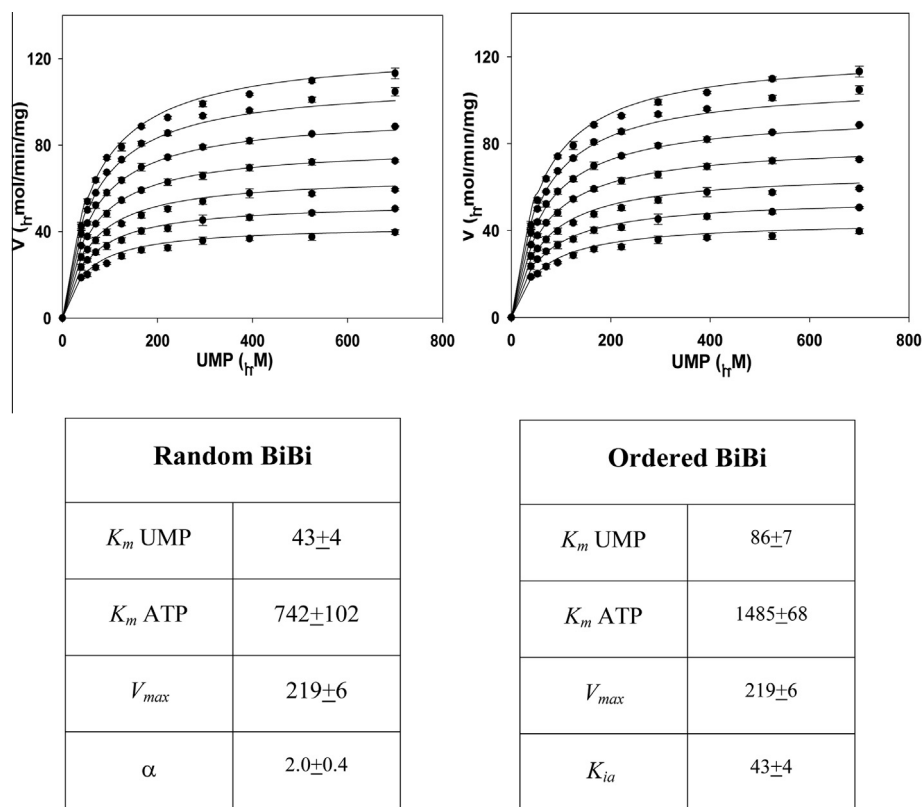 120
80
40
0
V (μmol/min/mg)
0 200 400 600 800
UMP (μM)
120
80
40
0
V (μmol/min/mg)
0 200 400 600 800
UMP (μM)
Random BiBi
Km UMP 43±4
Km ATP 742±102
Vmax 219±6
α 2.0±0.4
Ordered BiBi
Km UMP 86±7
Km ATP 1485±68
Vmax 219±6
Kia 43±4